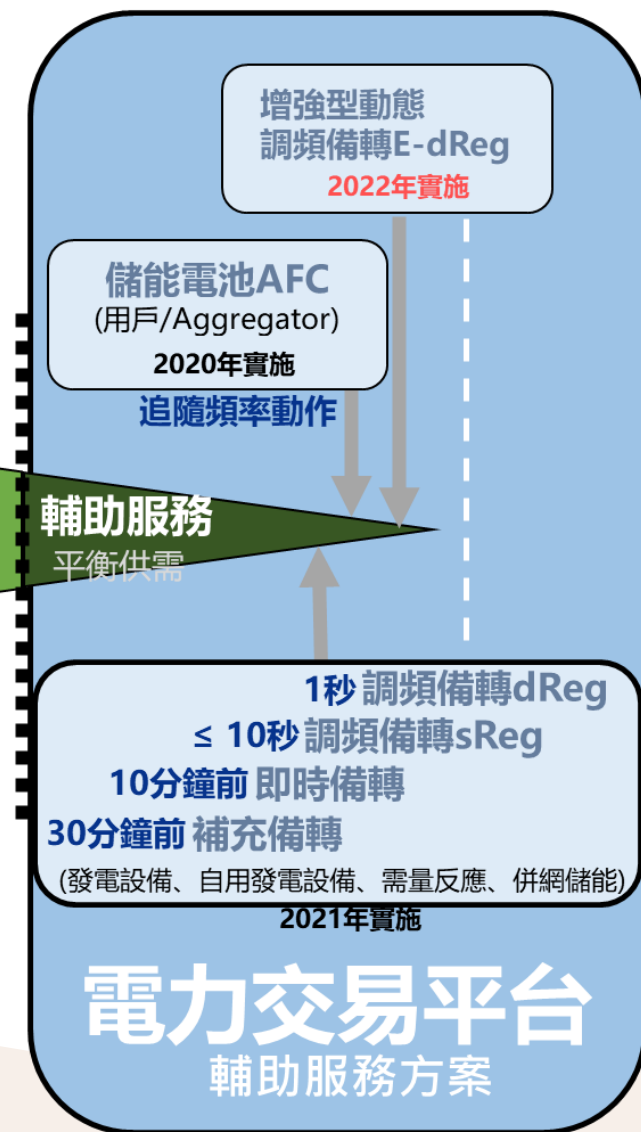 增強型動態
調頻備轉E-dReg
2022年實施
儲能電池AFC
(用戶/Aggregator)
2020年實施
追隨頻率動作
輔助服務
平衡供需
1秒 調頻備轉dReg
≤ 10秒 調頻備轉sReg
10分鐘前 即時備轉
30分鐘前 補充備轉
(發電設備、自用發電設備、需量反應、併網儲能)
2021年實施
電力交易平台
輔助服務方案